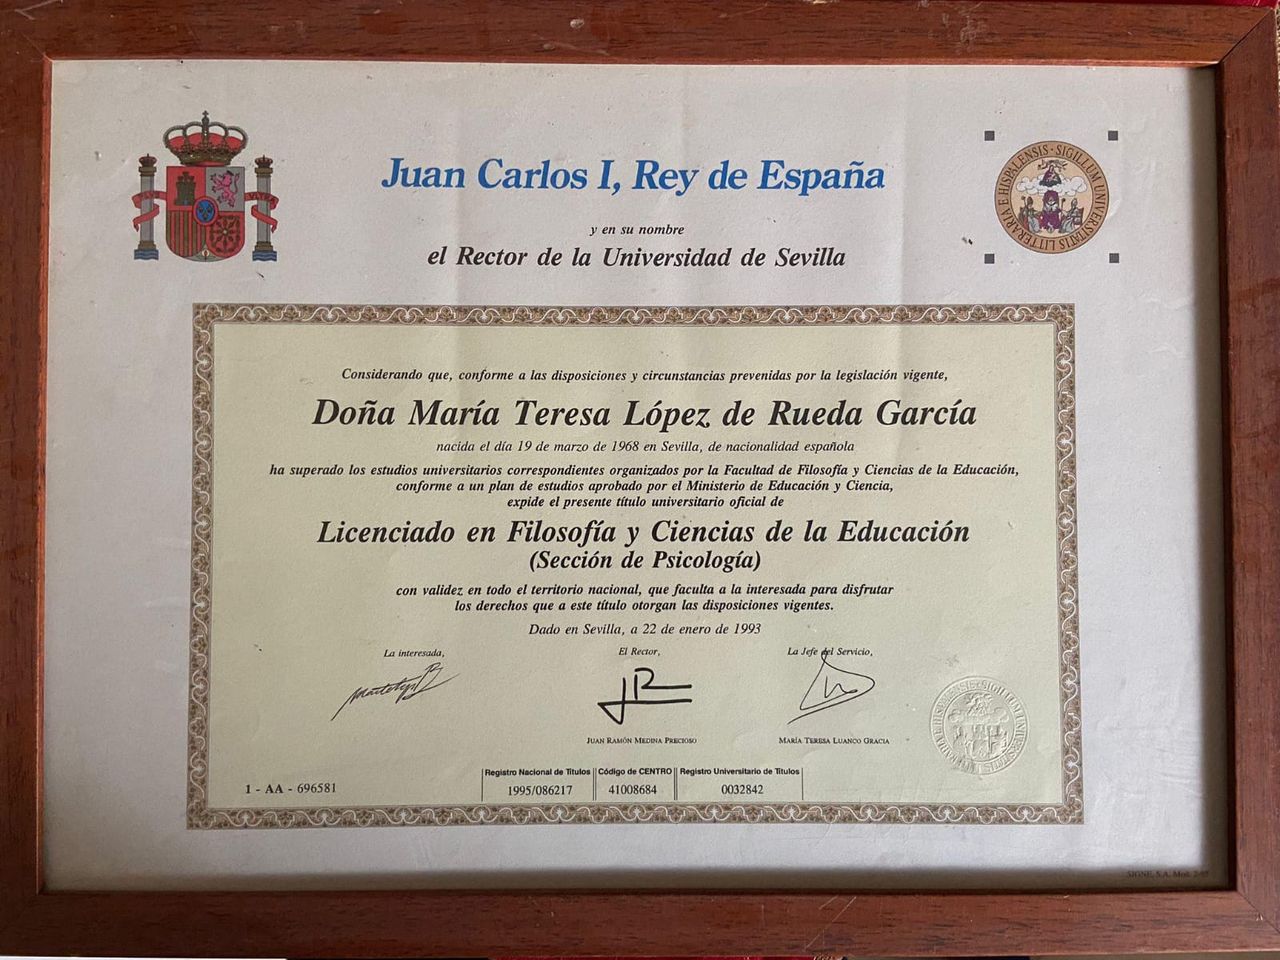 Juan Carlos I, Rey de España
y en su nombre
el Rector de la Universidad de Sevilla
SIGILLUM UNIVERSITATIS LITTERARIÆ HISPALENSIS
Considerando que, conforme a las disposiciones y circunstancias prevenidas por la legislación vigente,
Doña María Teresa López de Rueda García
nacida el día 19 de marzo de 1968 en Sevilla, de nacionalidad española
ha superado los estudios universitarios correspondientes organizados por la Facultad de Filosofía y Ciencias de la Educación,
conforme a un plan de estudios aprobado por el Ministerio de Educación y Ciencia,
expide el presente título universitario oficial de
Licenciado en Filosofía y Ciencias de la Educación
(Sección de Psicología)
con validez en todo el territorio nacional, que faculta a la interesada para disfrutar
los derechos que a este título otorgan las disposiciones vigentes.
Dado en Sevilla, a 22 de enero de 1993
La interesada, El Rector, La Jefe del Servicio,
JUAN RAMÓN MEDINA PRECIOSO MARÍA TERESA LUANCO GRACIA
Registro Nacional de Títulos Código de CENTRO Registro Universitario de Títulos
1 - AA - 696581 1995/086217 41008684 0032842
SIGNE, S.A. Mod.